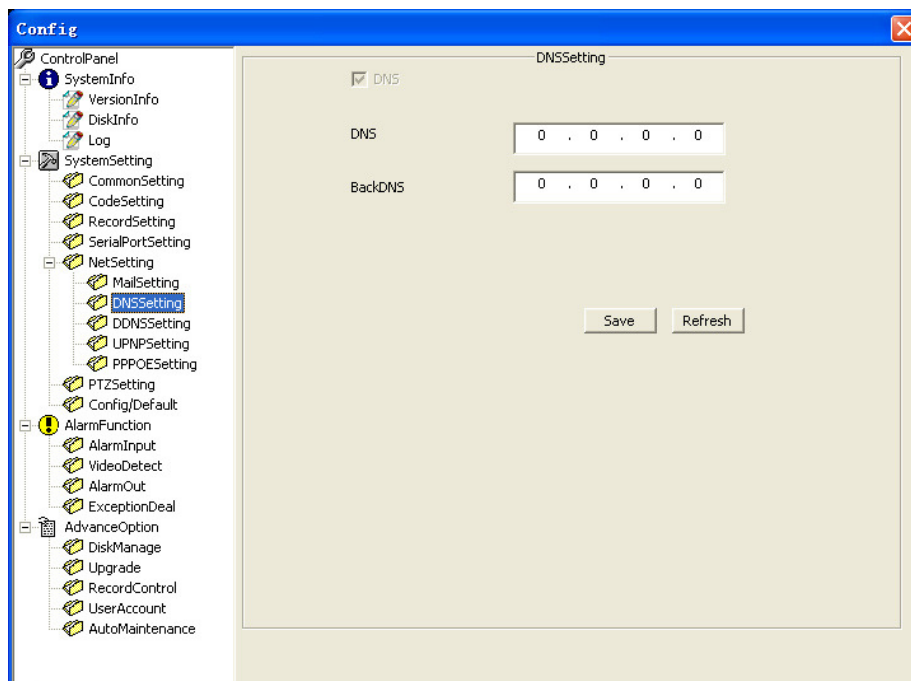 Config
ControlPanel
SystemInfo
VersionInfo
DiskInfo
Log
SystemSetting
CommonSetting
CodeSetting
RecordSetting
SerialPortSetting
NetSetting
MailSetting
DNSSetting
DDNSSetting
UPNPSetting
PPPOESetting
PTZSetting
Config/Default
AlarmFunction
AlarmInput
VideoDetect
AlarmOut
ExceptionDeal
AdvanceOption
DiskManage
Upgrade
RecordControl
UserAccount
AutoMaintenance
DNSSetting
DNS
DNS 0 . 0 . 0 . 0
BackDNS 0 . 0 . 0 . 0
Save Refresh